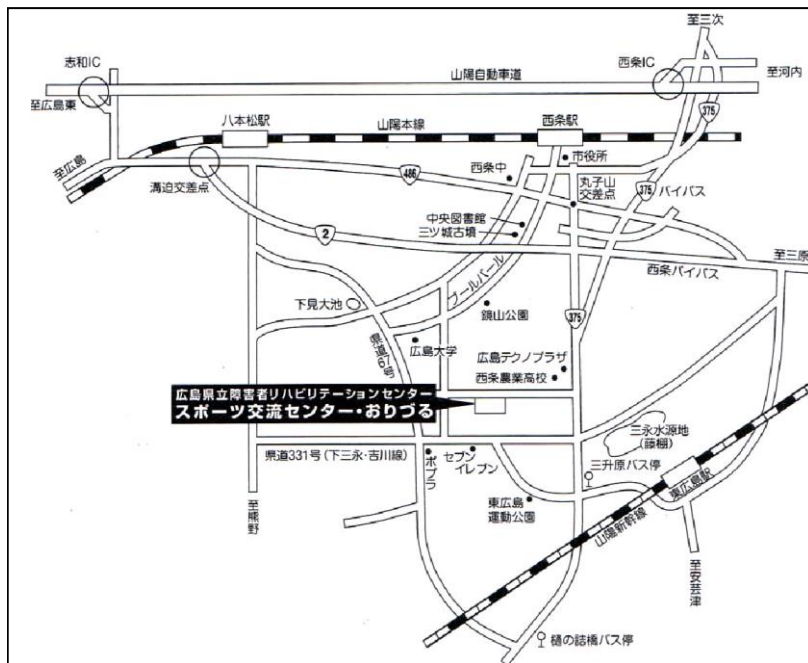 至三次
志和IC
西条IC
山陽自動車道
至河内
至広島東
375
八本松駅
山陽本線
西条駅
市役所
至広島
溝迫交差点
486
西条中
丸子山
交差点
375
バイパス
中央図書館
三ツ城古墳
2
ブールバール
西条バイパス
至三原
下見大池
鏡山公園
375
県道67号
広島大学
広島テクノプラザ
西条農業高校
広島県立障害者リハビリテーションセンター
スポーツ交流センター・おりづる
三永水源地
(藤棚)
県道331号(下三永・吉川線)
ポプラ
セブン
イレブン
三升原バス停
東広島駅
至熊野
東広島
運動公園
山陽新幹線
至安芸津
樋の詰橋バス停